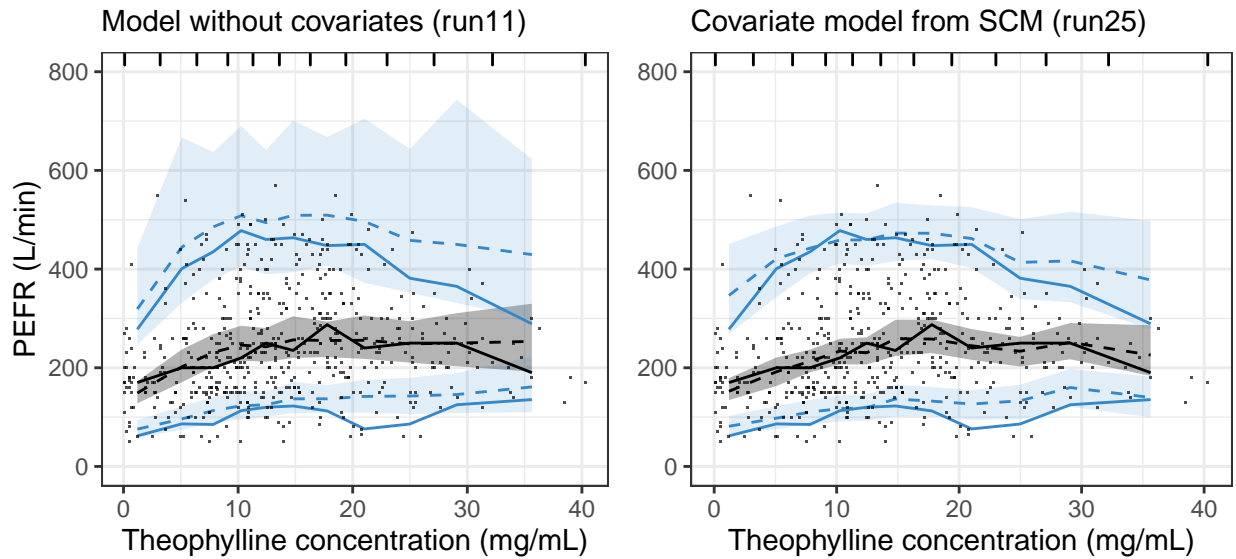 Model without covariates (run11)
Covariate model from SCM (run25)
PEFR (L/min)
800
600
400
200
0
0 10 20 30 40
Theophylline concentration (mg/mL)
800
600
400
200
0
0 10 20 30 40
Theophylline concentration (mg/mL)